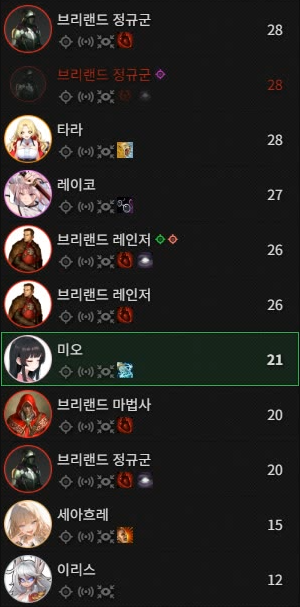 브리랜드 정규군 28
브리랜드 정규군 28
타라 28
레이코 27
브리랜드 레인저 26
브리랜드 레인저 26
미오 21
브리랜드 마법사 20
브리랜드 정규군 20
세아흐레 15
이리스 12